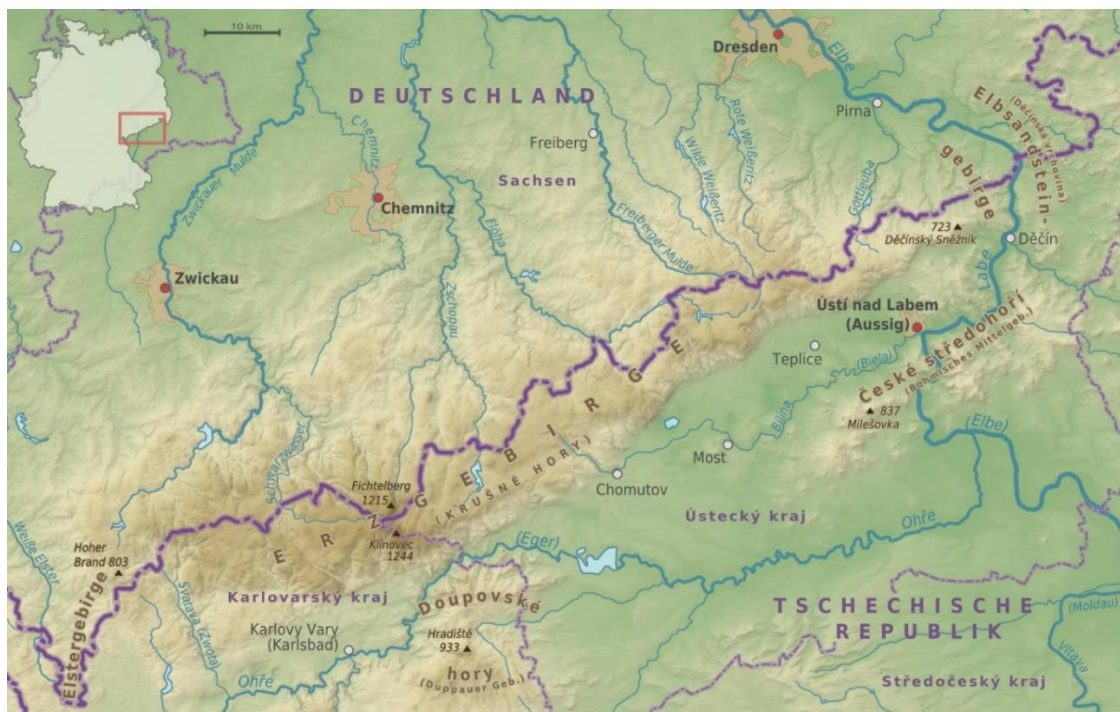 10 km
Dresden
Elbe
DEUTSCHLAND
Elbsandstein-
(Děčínská vrchovina)
gebirge
Chemnitz
Freiberg
Pirna
Rote Weißeritz
Wilde Weißeritz
Zwickauer Mulde
Sachsen
Gottleuba
Chemnitz
Freiberger Mulde
723
Děčínský Sněžník
Děčín
Flöha
Zwickau
Zschopau
Labe
Ústí nad Labem
(Aussig)
Teplice
(Biela)
České středohoří
(Böhmisches Mittelgeb.)
837
Milešovka
(Elbe)
Bílina
Most
Schwarzwasser
ERZGEBIRGE
(KRUŠNÉ HORY)
Chomutov
Fichtelberg
1215
Klínovec
1244
Ústecký kraj
Ohře
(Eger)
Weiße Elster
Hoher
Brand 803
Elstergebirge
Svatava (Zwota)
Karlovarský kraj
Doupovské
hory
(Duppauer Geb.)
Hradiště
933
Karlovy Vary
(Karlsbad)
Ohře
TSCHECHISCHE
REPUBLIK
(Moldau)
Vltava
Středočeský kraj